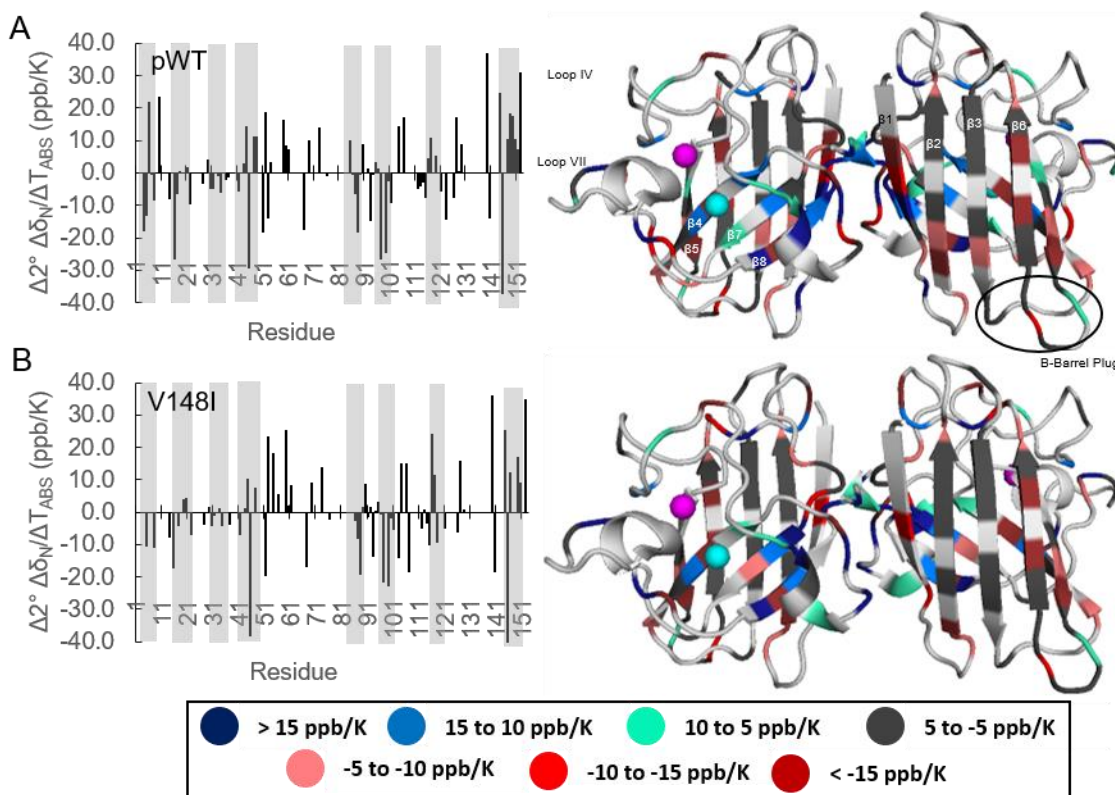 A
pWT
Δ2° ΔδN/ΔTABS (ppb/K)
40.0
30.0
20.0
10.0
0.0
-10.0
-20.0
-30.0
-40.0
1 11 21 31 41 51 61 71 81 91 101 111 121 131 141 151
Residue
Loop IV
Loop VII
β1
β2
β3
β6
β4
β5
β7
β8
B-Barrel Plug
B
V148I
Δ2° ΔδN/ΔTABS (ppb/K)
40.0
30.0
20.0
10.0
0.0
-10.0
-20.0
-30.0
-40.0
1 11 21 31 41 51 61 71 81 91 101 111 121 131 141 151
Residue
> 15 ppb/K
15 to 10 ppb/K
10 to 5 ppb/K
5 to -5 ppb/K
-5 to -10 ppb/K
-10 to -15 ppb/K
< -15 ppb/K